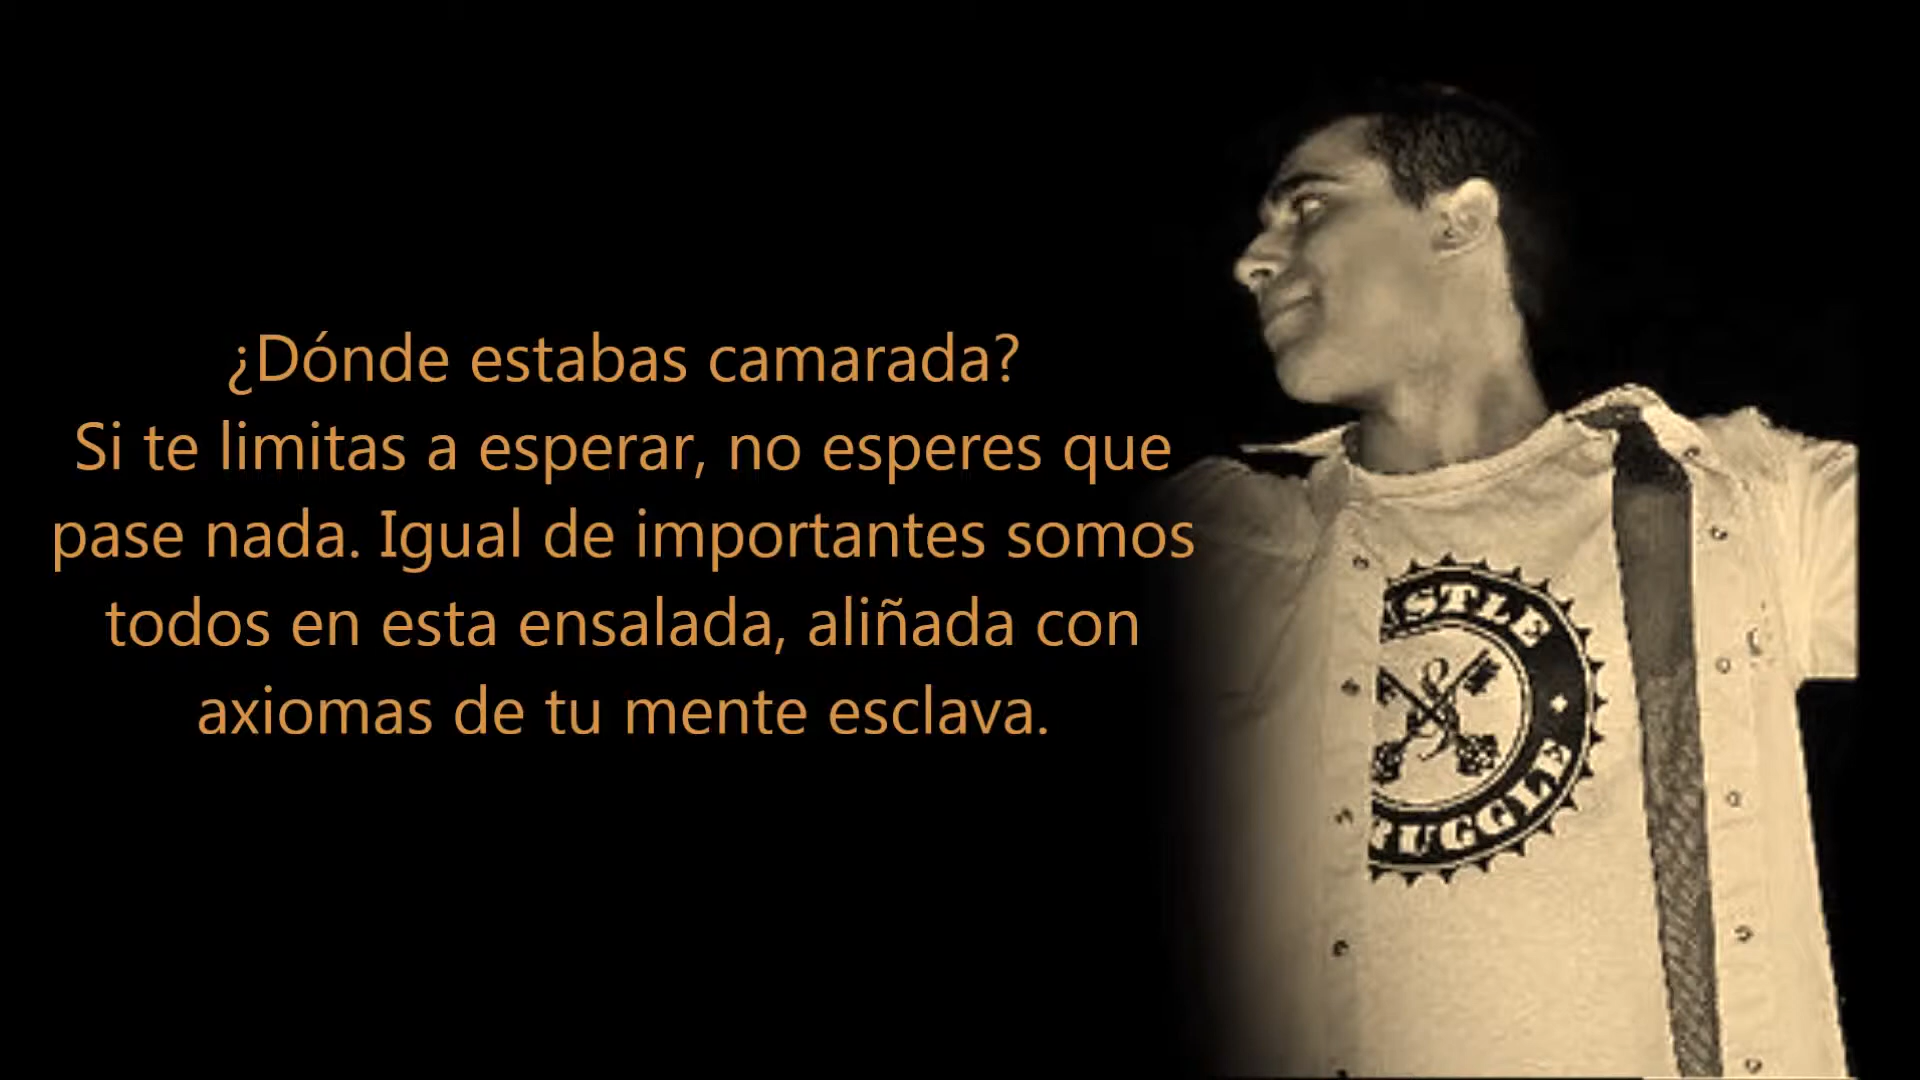 ¿Dónde estabas camarada?
Si te limitas a esperar, no esperes que
pase nada. Igual de importantes somos
todos en esta ensalada, aliñada con
axiomas de tu mente esclava.